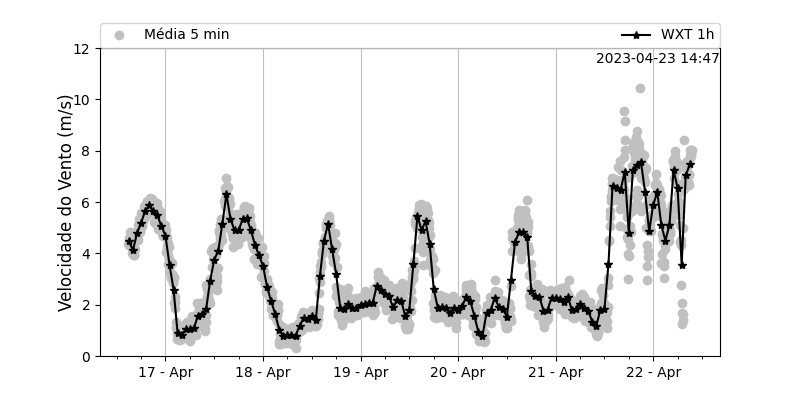 Média 5 min WXT 1h
2023-04-23 14:47
Velocidade do Vento (m/s)
12
10
8
6
4
2
0
17 - Apr 18 - Apr 19 - Apr 20 - Apr 21 - Apr 22 - Apr